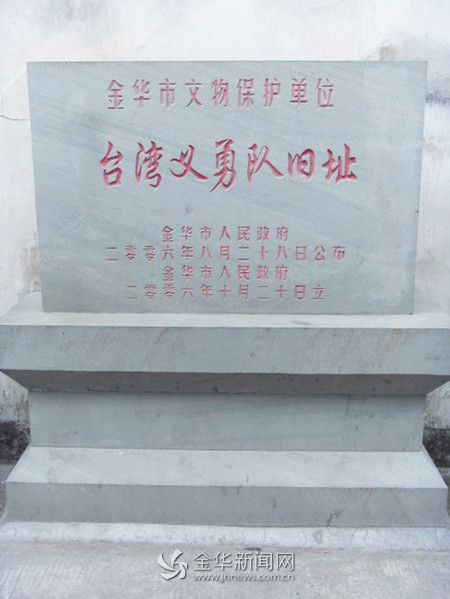 金华市文物保护单位
台湾义勇队旧址
金华市人民政府
二零零六年八月二十八日公布
金华市人民政府
二零零六年十月二十日立
金华新闻网
www.jhnews.com.cn